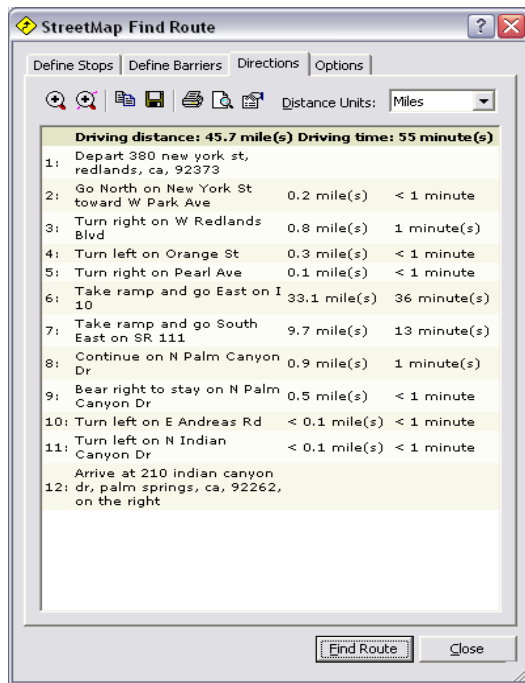 StreetMap Find Route
Define Stops Define Barriers Directions Options
Distance Units: Miles
Driving distance: 45.7 mile(s) Driving time: 55 minute(s)
1: Depart 380 new york st,
redlands, ca, 92373
2: Go North on New York St
toward W Park Ave 0.2 mile(s) < 1 minute
3: Turn right on W Redlands
Blvd 0.8 mile(s) 1 minute(s)
4: Turn left on Orange St 0.3 mile(s) < 1 minute
5: Turn right on Pearl Ave 0.1 mile(s) < 1 minute
6: Take ramp and go East on I
10 33.1 mile(s) 36 minute(s)
7: Take ramp and go South
East on SR 111 9.7 mile(s) 13 minute(s)
8: Continue on N Palm Canyon
Dr 0.9 mile(s) 1 minute(s)
9: Bear right to stay on N Palm
Canyon Dr 0.5 mile(s) < 1 minute
10: Turn left on E Andreas Rd < 0.1 mile(s) < 1 minute
11: Turn left on N Indian
Canyon Dr < 0.1 mile(s) < 1 minute
12: Arrive at 210 indian canyon
dr, palm springs, ca, 92262,
on the right
Find Route Close